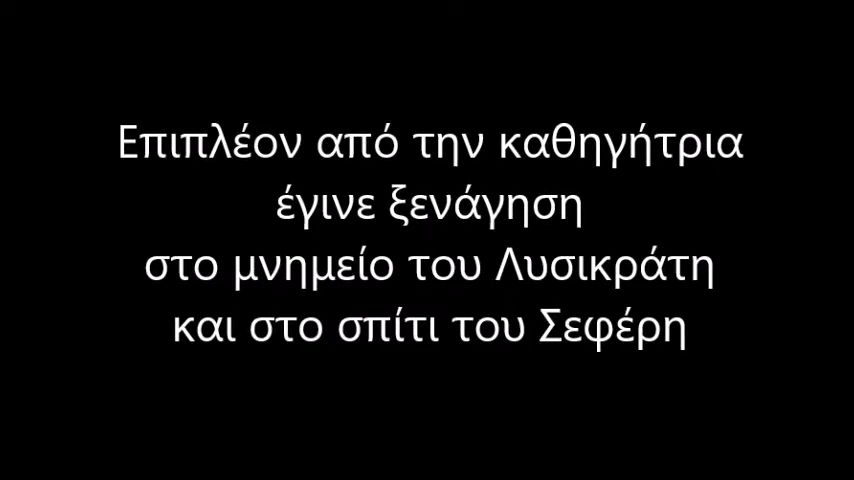 Επιπλέον από την καθηγήτρια
έγινε ξενάγηση
στο μνημείο του Λυσικράτη
και στο σπίτι του Σεφέρη